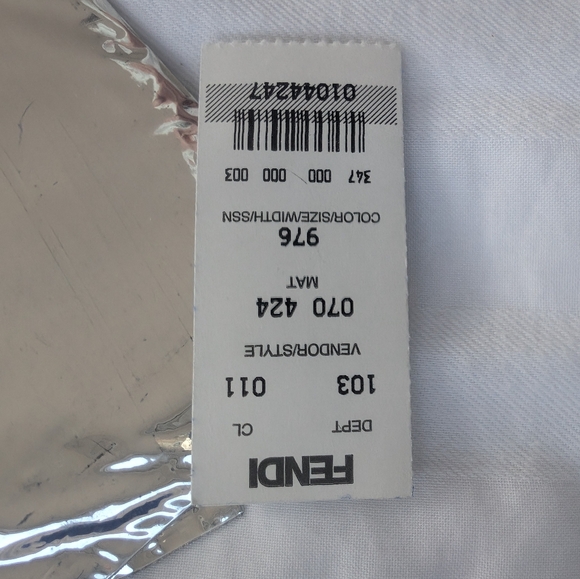 FENDI
DEPT CL
103 011
VENDOR/STYLE
070 424
MAT
976
COLOR/SIZE/WIDTH/SSN
347 000 000 003
01044247